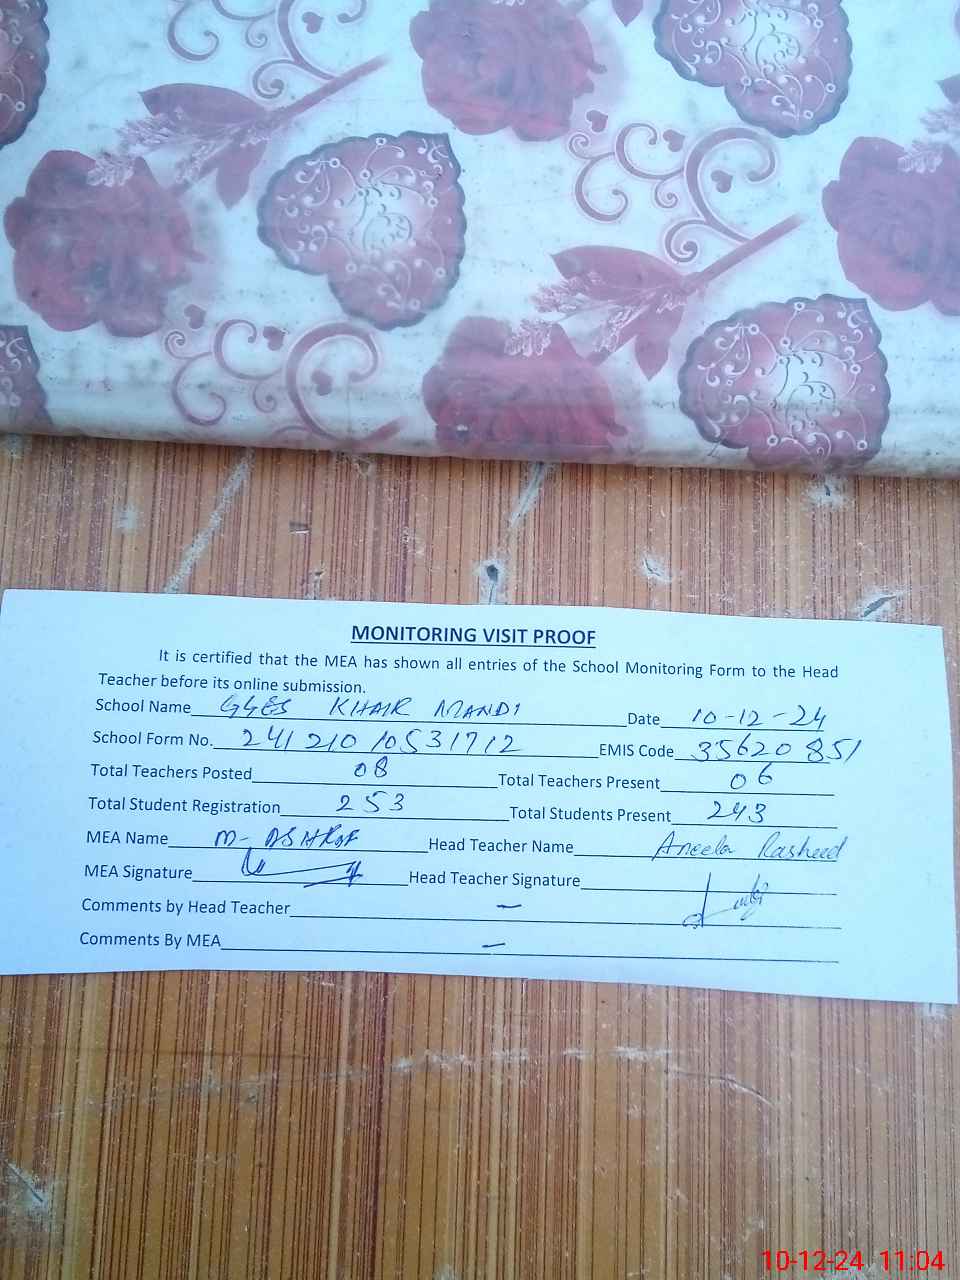 MONITORING VISIT PROOF
It is certified that the MEA has shown all entries of the School Monitoring Form to the Head
Teacher before its online submission.
School Name GGES KHAIR MANDI Date 10-12-24
School Form No. 241210 10531712 EMIS Code 35620851
Total Teachers Posted 08 Total Teachers Present 06
Total Student Registration 253 Total Students Present 243
MEA Name M- ASHRAF Head Teacher Name Aneela Rasheed
MEA Signature Head Teacher Signature
Comments by Head Teacher —
Comments By MEA —
10-12-24 11:04